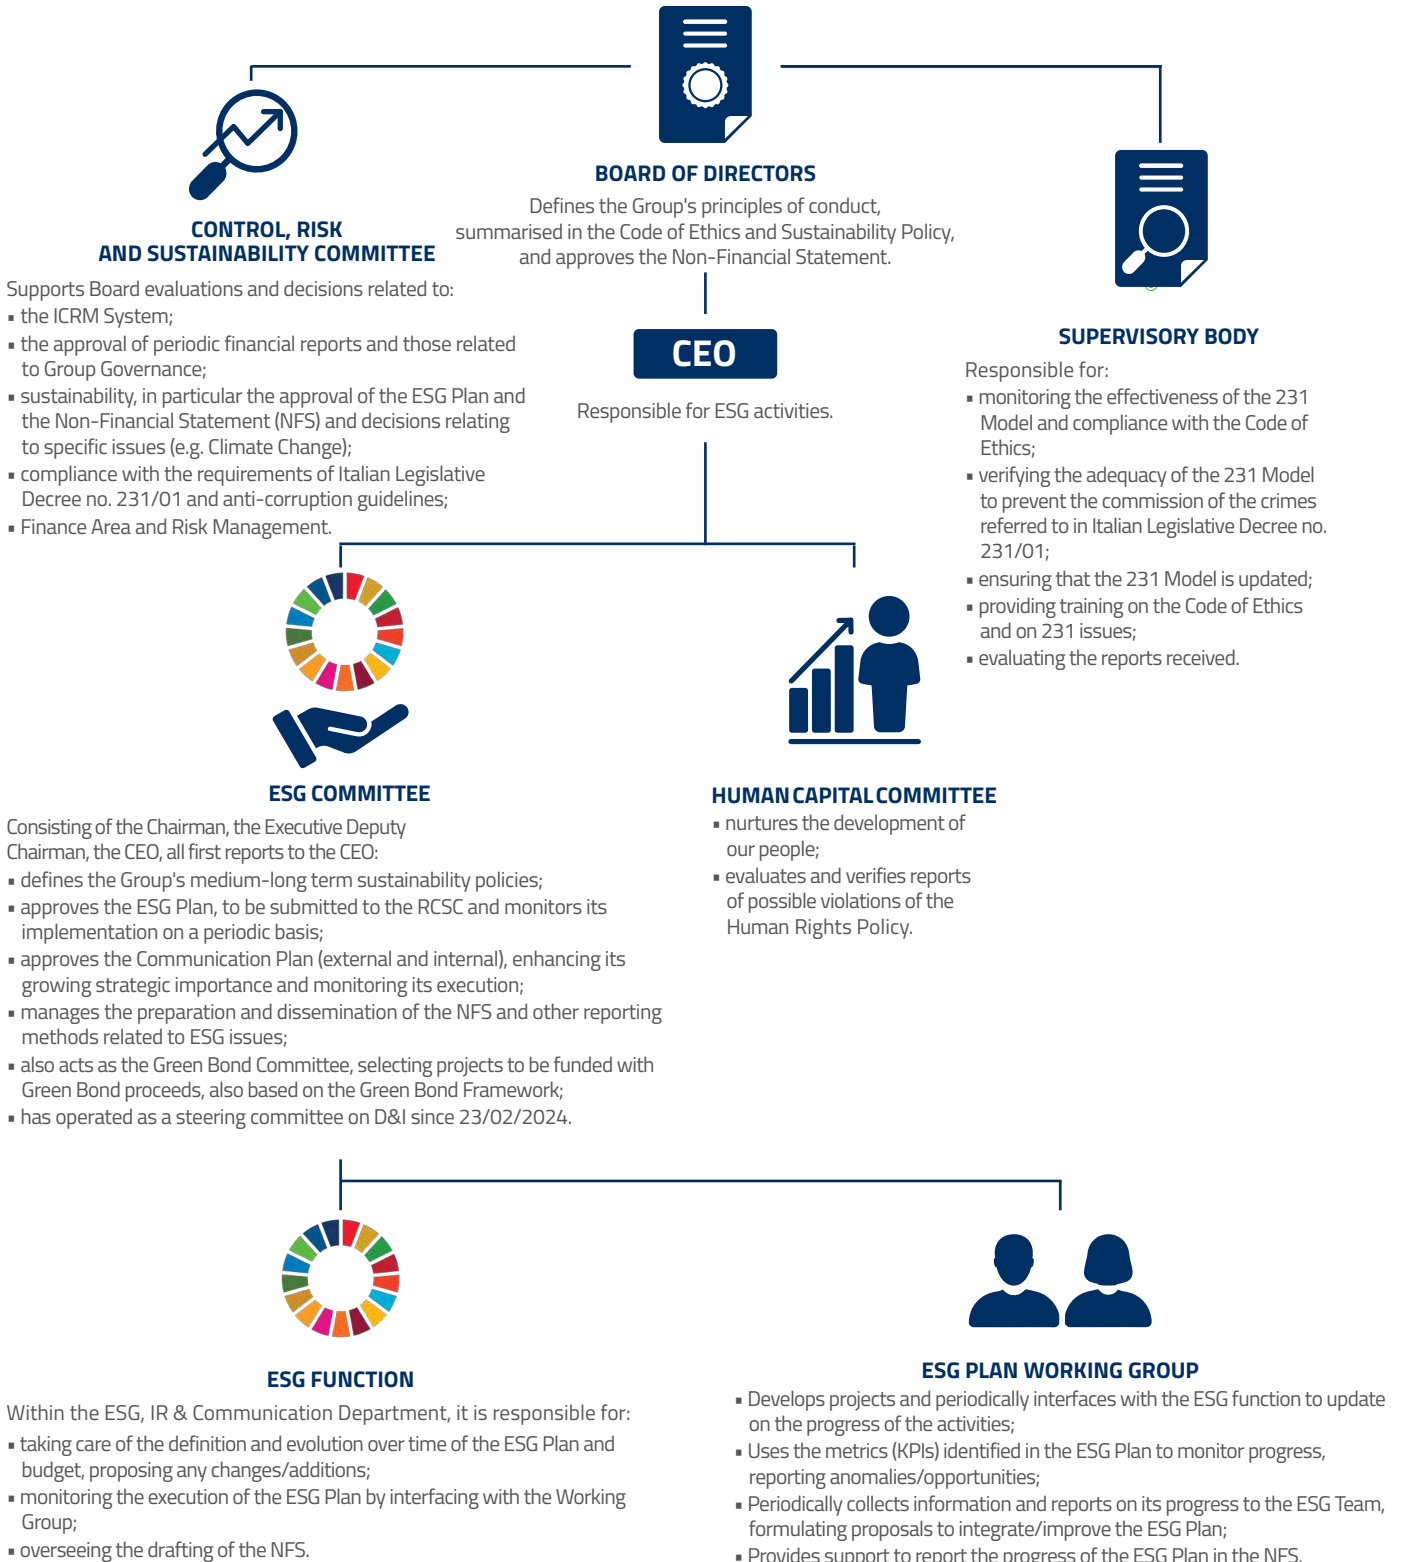 BOARD OF DIRECTORS
Defines the Group's principles of conduct,
summarised in the Code of Ethics and Sustainability Policy,
and approves the Non-Financial Statement.
CONTROL, RISK
AND SUSTAINABILITY COMMITTEE
Supports Board evaluations and decisions related to:
▪ the ICRM System;
▪ the approval of periodic financial reports and those related
to Group Governance;
▪ sustainability, in particular the approval of the ESG Plan and
the Non-Financial Statement (NFS) and decisions relating
to specific issues (e.g. Climate Change);
▪ compliance with the requirements of Italian Legislative
Decree no. 231/01 and anti-corruption guidelines;
▪ Finance Area and Risk Management.
CEO
Responsible for ESG activities.
SUPERVISORY BODY
Responsible for:
▪ monitoring the effectiveness of the 231
Model and compliance with the Code of
Ethics;
▪ verifying the adequacy of the 231 Model
to prevent the commission of the crimes
referred to in Italian Legislative Decree no.
231/01;
▪ ensuring that the 231 Model is updated;
▪ providing training on the Code of Ethics
and on 231 issues;
▪ evaluating the reports received.
ESG COMMITTEE
Consisting of the Chairman, the Executive Deputy
Chairman, the CEO, all first reports to the CEO:
▪ defines the Group's medium-long term sustainability policies;
▪ approves the ESG Plan, to be submitted to the RCSC and monitors its
implementation on a periodic basis;
▪ approves the Communication Plan (external and internal), enhancing its
growing strategic importance and monitoring its execution;
▪ manages the preparation and dissemination of the NFS and other reporting
methods related to ESG issues;
▪ also acts as the Green Bond Committee, selecting projects to be funded with
Green Bond proceeds, also based on the Green Bond Framework;
▪ has operated as a steering committee on D&I since 23/02/2024.
HUMAN CAPITAL COMMITTEE
▪ nurtures the development of
our people;
▪ evaluates and verifies reports
of possible violations of the
Human Rights Policy.
ESG FUNCTION
Within the ESG, IR & Communication Department, it is responsible for:
▪ taking care of the definition and evolution over time of the ESG Plan and
budget, proposing any changes/additions;
▪ monitoring the execution of the ESG Plan by interfacing with the Working
Group;
▪ overseeing the drafting of the NFS.
ESG PLAN WORKING GROUP
▪ Develops projects and periodically interfaces with the ESG function to update
on the progress of the activities;
▪ Uses the metrics (KPIs) identified in the ESG Plan to monitor progress,
reporting anomalies/opportunities;
▪ Periodically collects information and reports on its progress to the ESG Team,
formulating proposals to integrate/improve the ESG Plan;
▪ Provides support to report the progress of the ESG Plan in the NFS.